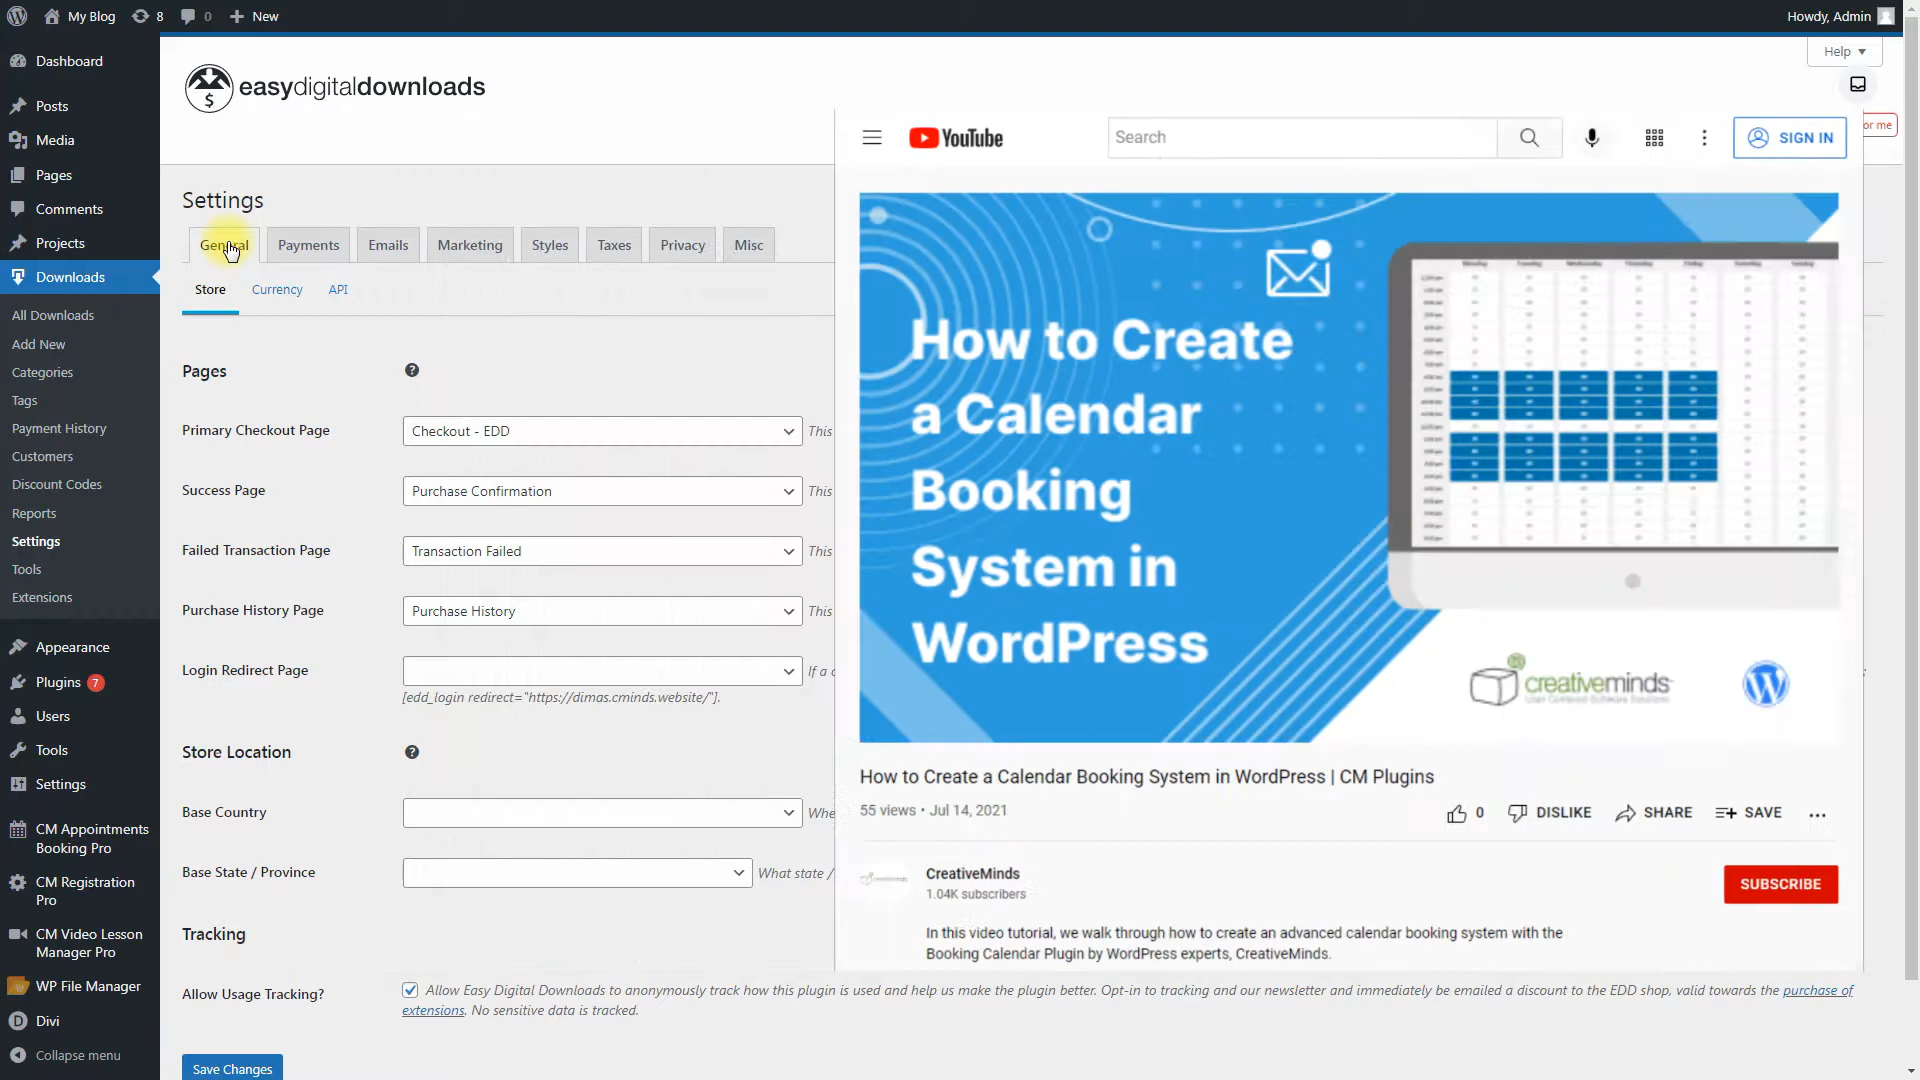 My Blog 8 0 New Howdy, Admin
Help
Dashboard
Posts
Media
Pages
Comments
Projects
Downloads
All Downloads
Add New
Categories
Tags
Payment History
Customers
Discount Codes
Reports
Settings
Tools
Extensions
Appearance
Plugins 7
Users
Tools
Settings
CM Appointments
Booking Pro
CM Registration
Pro
CM Video Lesson
Manager Pro
WP File Manager
Divi
Collapse menu
easydigitaldownloads
Settings
General Payments Emails Marketing Styles Taxes Privacy Misc
Store Currency API
Pages
Primary Checkout Page Checkout - EDD This
Success Page Purchase Confirmation This
Failed Transaction Page Transaction Failed This
Purchase History Page Purchase History This
Login Redirect Page If a c
[edd_login redirect="https://dimas.cminds.website/"].
Store Location
Base Country Whe
Base State / Province What state /
Tracking
Allow Usage Tracking? Allow Easy Digital Downloads to anonymously track how this plugin is used and help us make the plugin better. Opt-in to tracking and our newsletter and immediately be emailed a discount to the EDD shop, valid towards the purchase of
extensions. No sensitive data is tracked.
Save Changes
YouTube Search SIGN IN
or me
How to Create
a Calendar
Booking
System in
WordPress
creativeminds
How to Create a Calendar Booking System in WordPress | CM Plugins
55 views • Jul 14, 2021
0 DISLIKE SHARE SAVE
CreativeMinds
1.04K subscribers
SUBSCRIBE
In this video tutorial, we walk through how to create an advanced calendar booking system with the
Booking Calendar Plugin by WordPress experts, CreativeMinds.